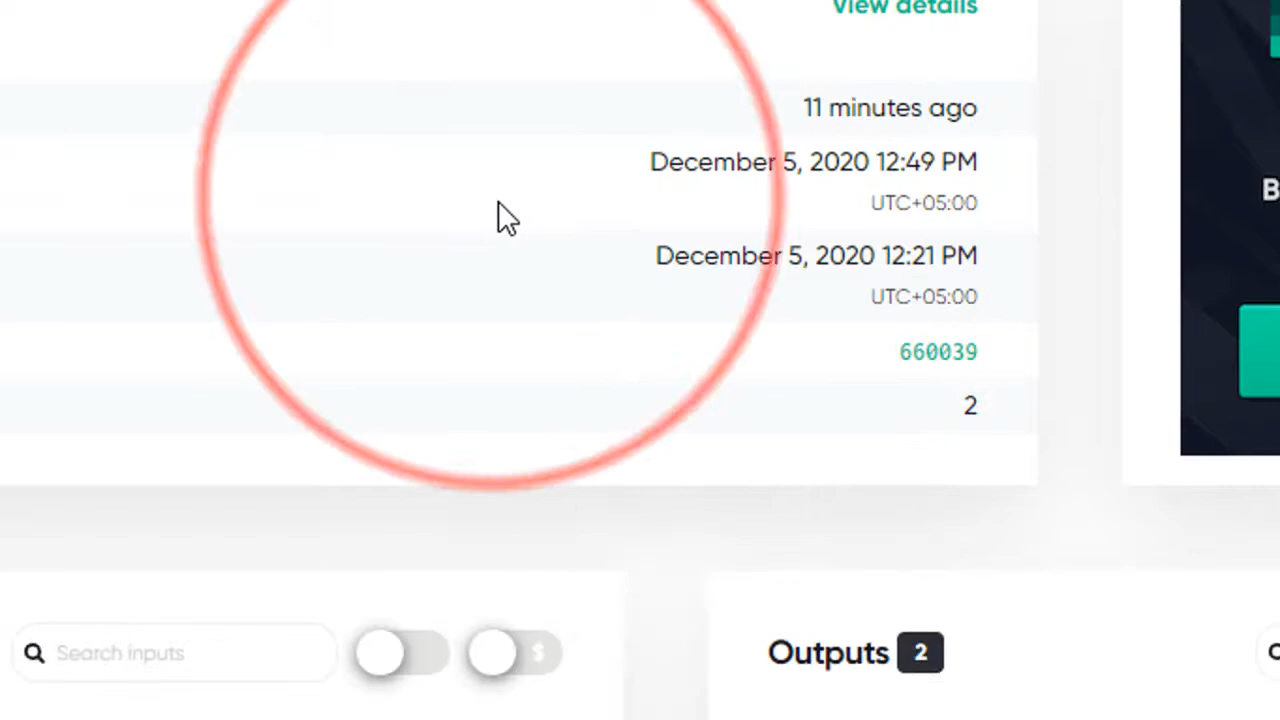 View details
11 minutes ago
December 5, 2020 12:49 PM
UTC+05:00
December 5, 2020 12:21 PM
UTC+05:00
660039
2
B
Search inputs
$
Outputs 2